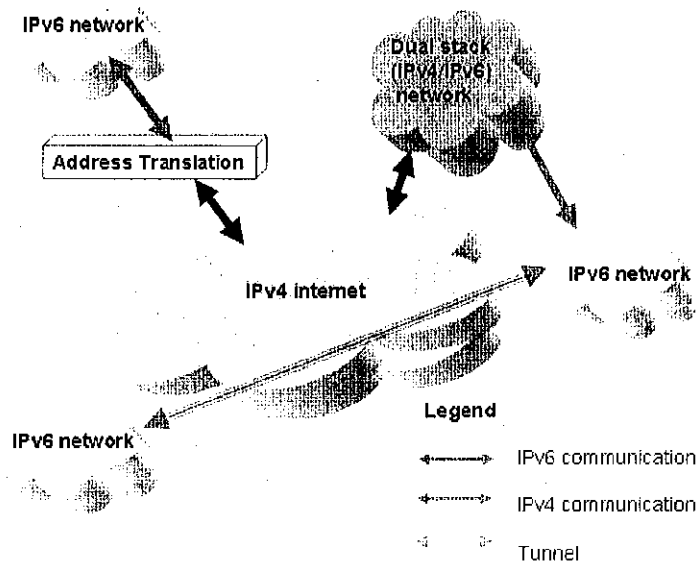 IPv6 network
Dual stack
(IPv4/IPv6)
network
Address Translation
IPv4 internet
IPv6 network
IPv6 network
Legend
IPv6 communication
IPv4 communication
Tunnel